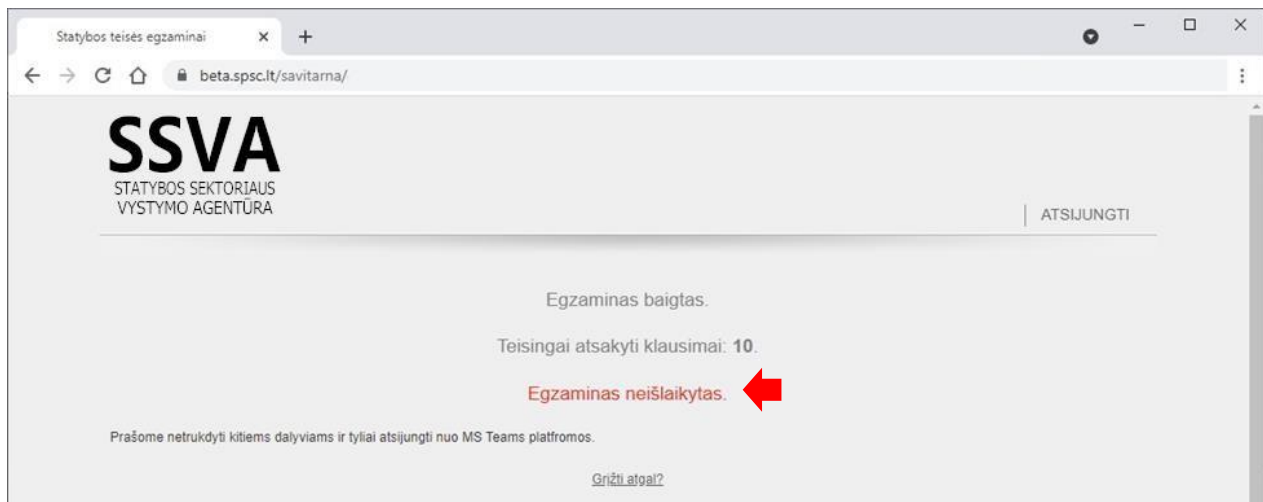 Statybos teisės egzaminai
beta.spsc.lt/savitarna/
SSVA
STATYBOS SEKTORIAUS
VYSTYMO AGENTŪRA
ATSIJUNGTI
Egzaminas baigtas.
Teisingai atsakyti klausimai: 10.
Egzaminas neišlaikytas.
Prašome netrukdyti kitiems dalyviams ir tyliai atsijungti nuo MS Teams platfromos.
Grįžti atgal?